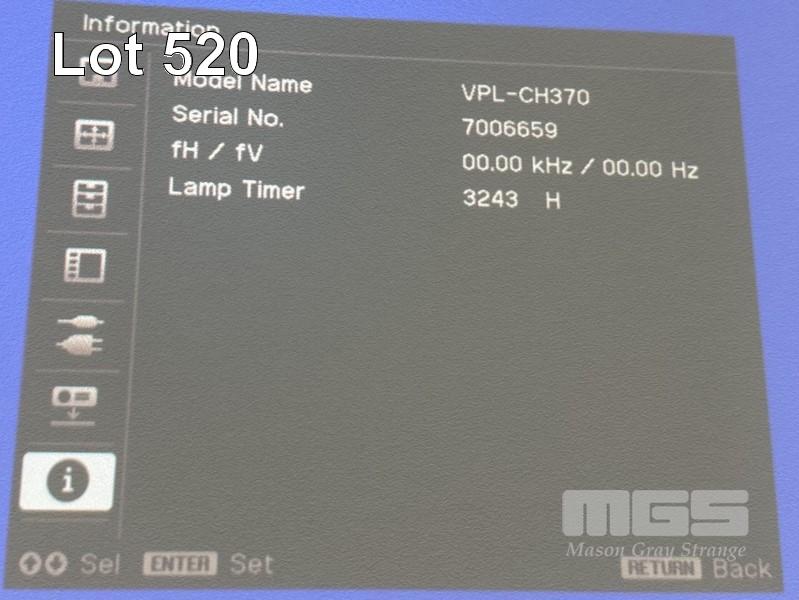 Information
Lot 520
Model Name VPL-CH370
Serial No. 7006659
fH / fV 00.00 kHz / 00.00 Hz
Lamp Timer 3243 H
i
MGS
Mason Gray Strange
Sel ENTER Set RETURN Back